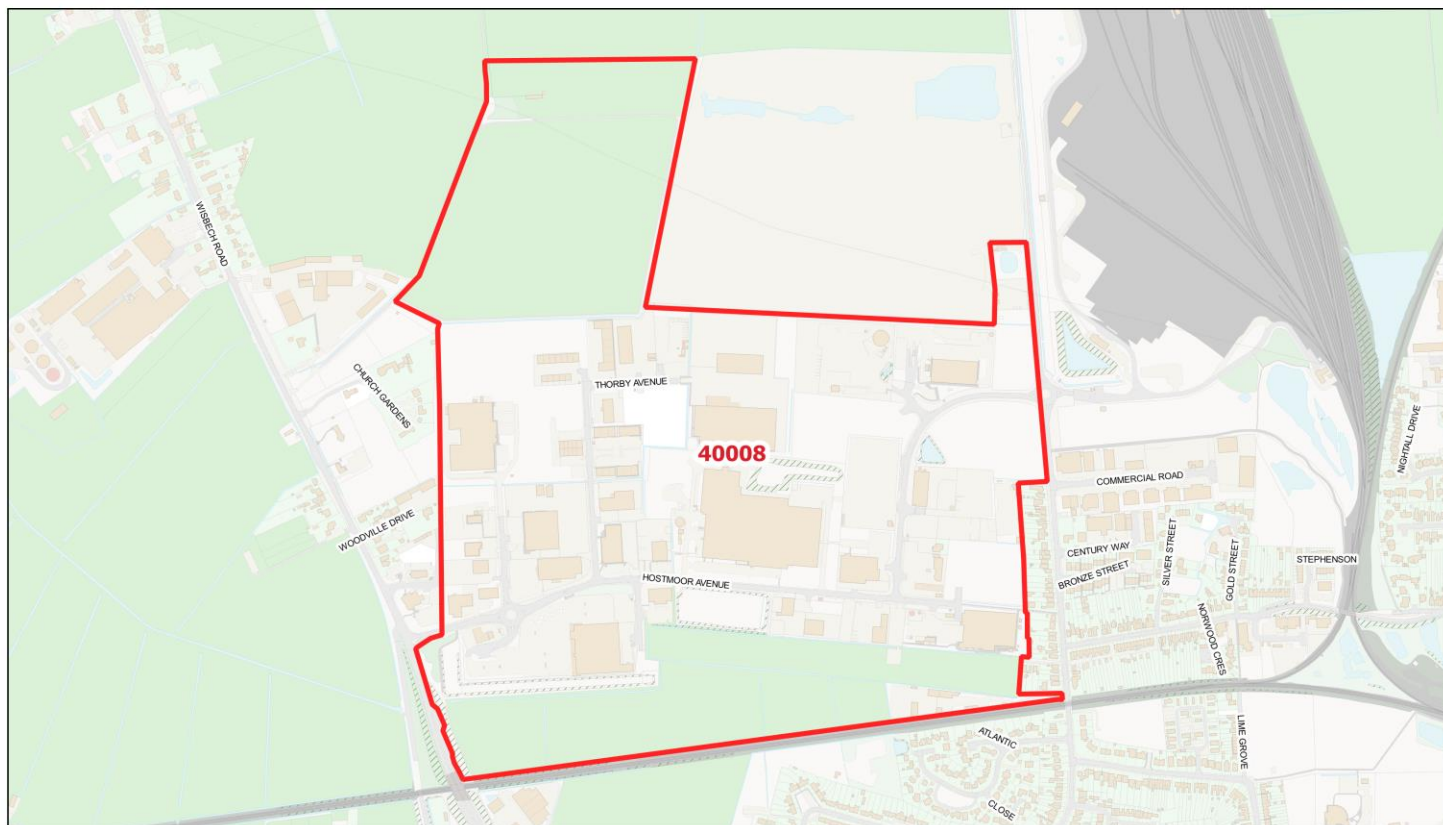 WISBECH ROAD
CHURCH GARDENS
WOODVILLE DRIVE
THORBY AVENUE
40008
HOSTMOOR AVENUE
COMMERCIAL ROAD
CENTURY WAY
BRONZE STREET
SILVER STREET
GOLD STREET
NORWOOD CRES
STEPHENSON
NIGHTALL DRIVE
ATLANTIC
CLOSE
LIME GROVE